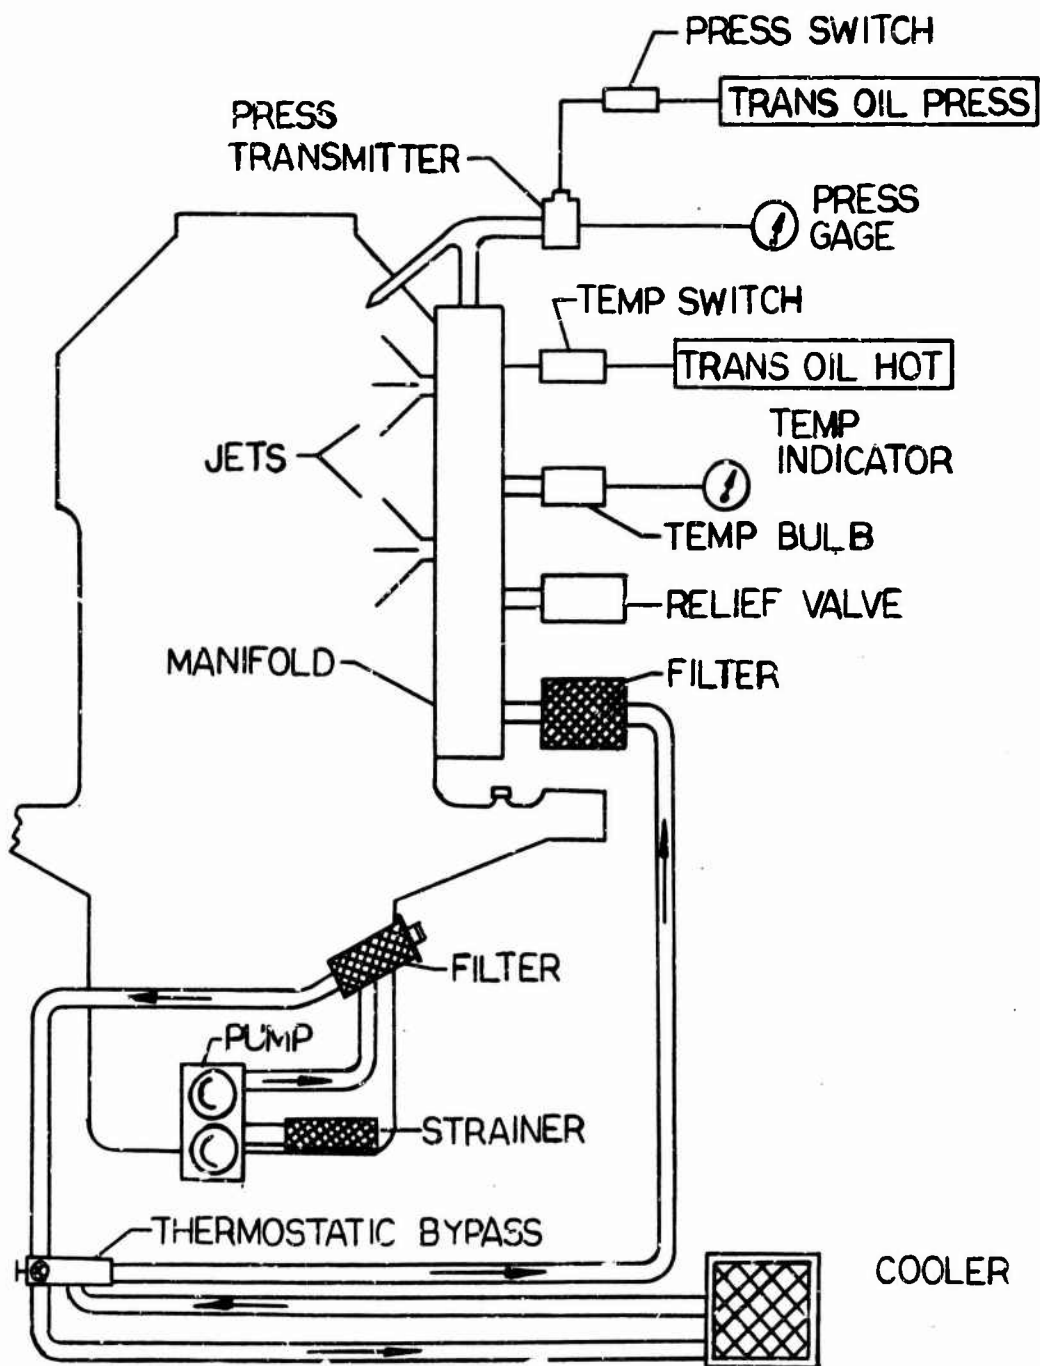 PRESS SWITCH
TRANS OIL PRESS
PRESS
TRANSMITTER
PRESS
GAGE
TEMP SWITCH
TRANS OIL HOT
TEMP
INDICATOR
JETS
TEMP BULB
RELIEF VALVE
MANIFOLD
FILTER
FILTER
PUMP
STRAINER
THERMOSTATIC BYPASS
COOLER